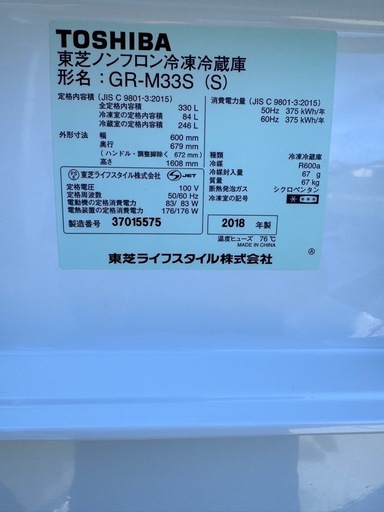 TOSHIBA
東芝ノンフロン冷凍冷蔵庫
形名：GR-M33S（S）
定格内容積（JIS C 9801-3:2015）
全定格内容積 330 L
冷凍室の定格内容積 84 L
冷蔵室の定格内容積 246 L
外形寸法 幅 600 mm
奥行 679 mm
（ハンドル・調整脚除く 672 mm）
高さ 1608 mm
東芝ライフスタイル株式会社 S JET
定格電圧 100 V
定格周波数 50/60 Hz
電動機の定格消費電力 83/ 83 W
電熱装置の定格消費電力 176/176 W
製造番号 37015575
消費電力量（JIS C 9801-3:2015）
50Hz 375 kWh/年
60Hz 375 kWh/年
種類 冷凍冷蔵庫
冷媒 R600a
冷媒封入量 67 g
質量 67 kg
断熱発泡ガス シクロペンタン
冷凍室の記号
2018 年製
温度ヒューズ 76℃
MADE IN CHINA
A
東芝ライフスタイル株式会社